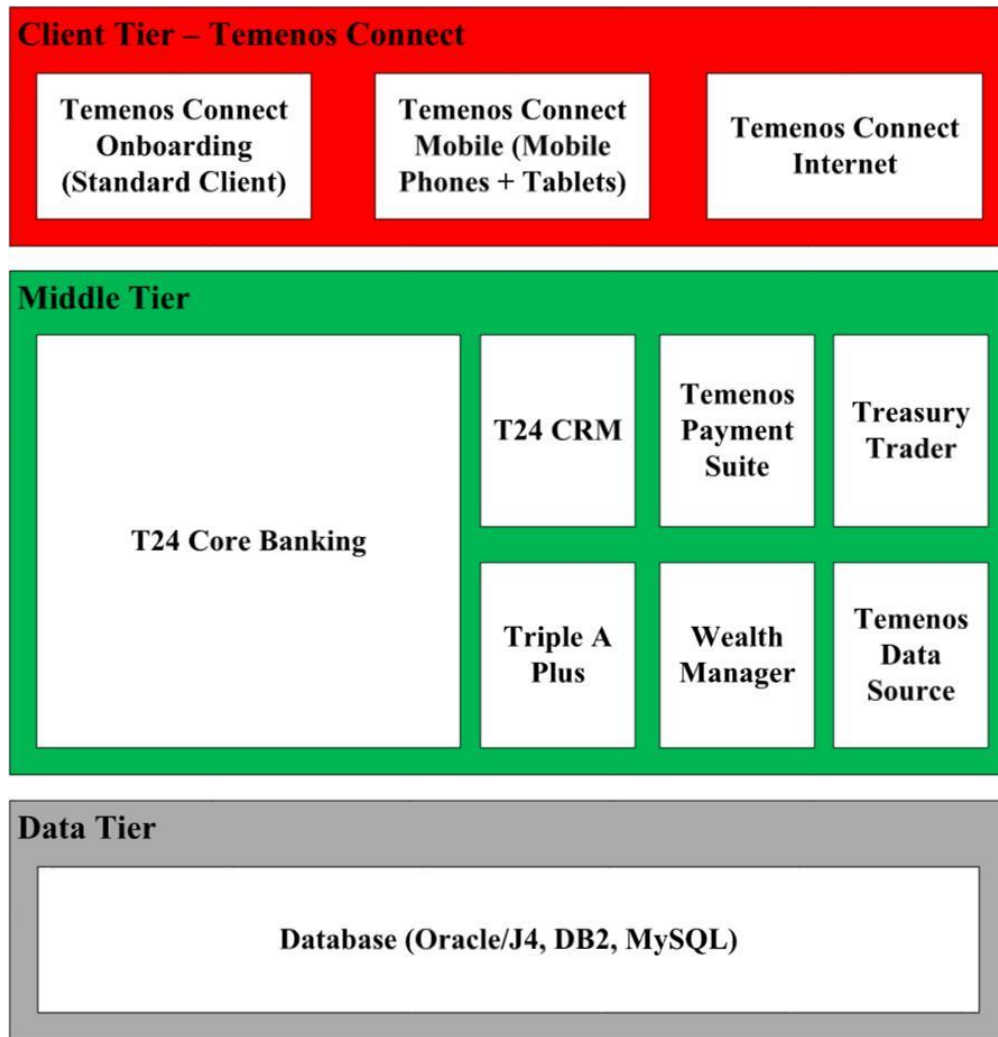 Client Tier – Temenos Connect
Temenos Connect
Onboarding
(Standard Client)
Temenos Connect
Mobile (Mobile
Phones + Tablets)
Temenos Connect
Internet
Middle Tier
T24 Core Banking
T24 CRM
Temenos
Payment
Suite
Treasury
Trader
Triple A
Plus
Wealth
Manager
Temenos
Data
Source
Data Tier
Database (Oracle/J4, DB2, MySQL)